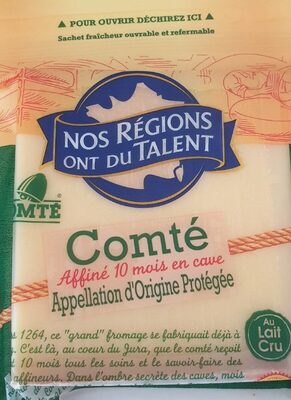 ▲ POUR OUVRIR DÉCHIREZ ICI ▲
Sachet fraîcheur ouvrable et refermable
NOS RÉGIONS
ONT DU TALENT
OMTÉ
Comté
Affiné 10 mois en cave
Appellation d'Origine Protégée
Au
Lait
Cru
1264, ce "grand" fromage se fabriquait déjà à
C'est là, au coeur du Jura, que le comté reçoit
10 mois tous les soins et le savoir-faire des
affineurs. Dans l'ombre secrète des caves, mois